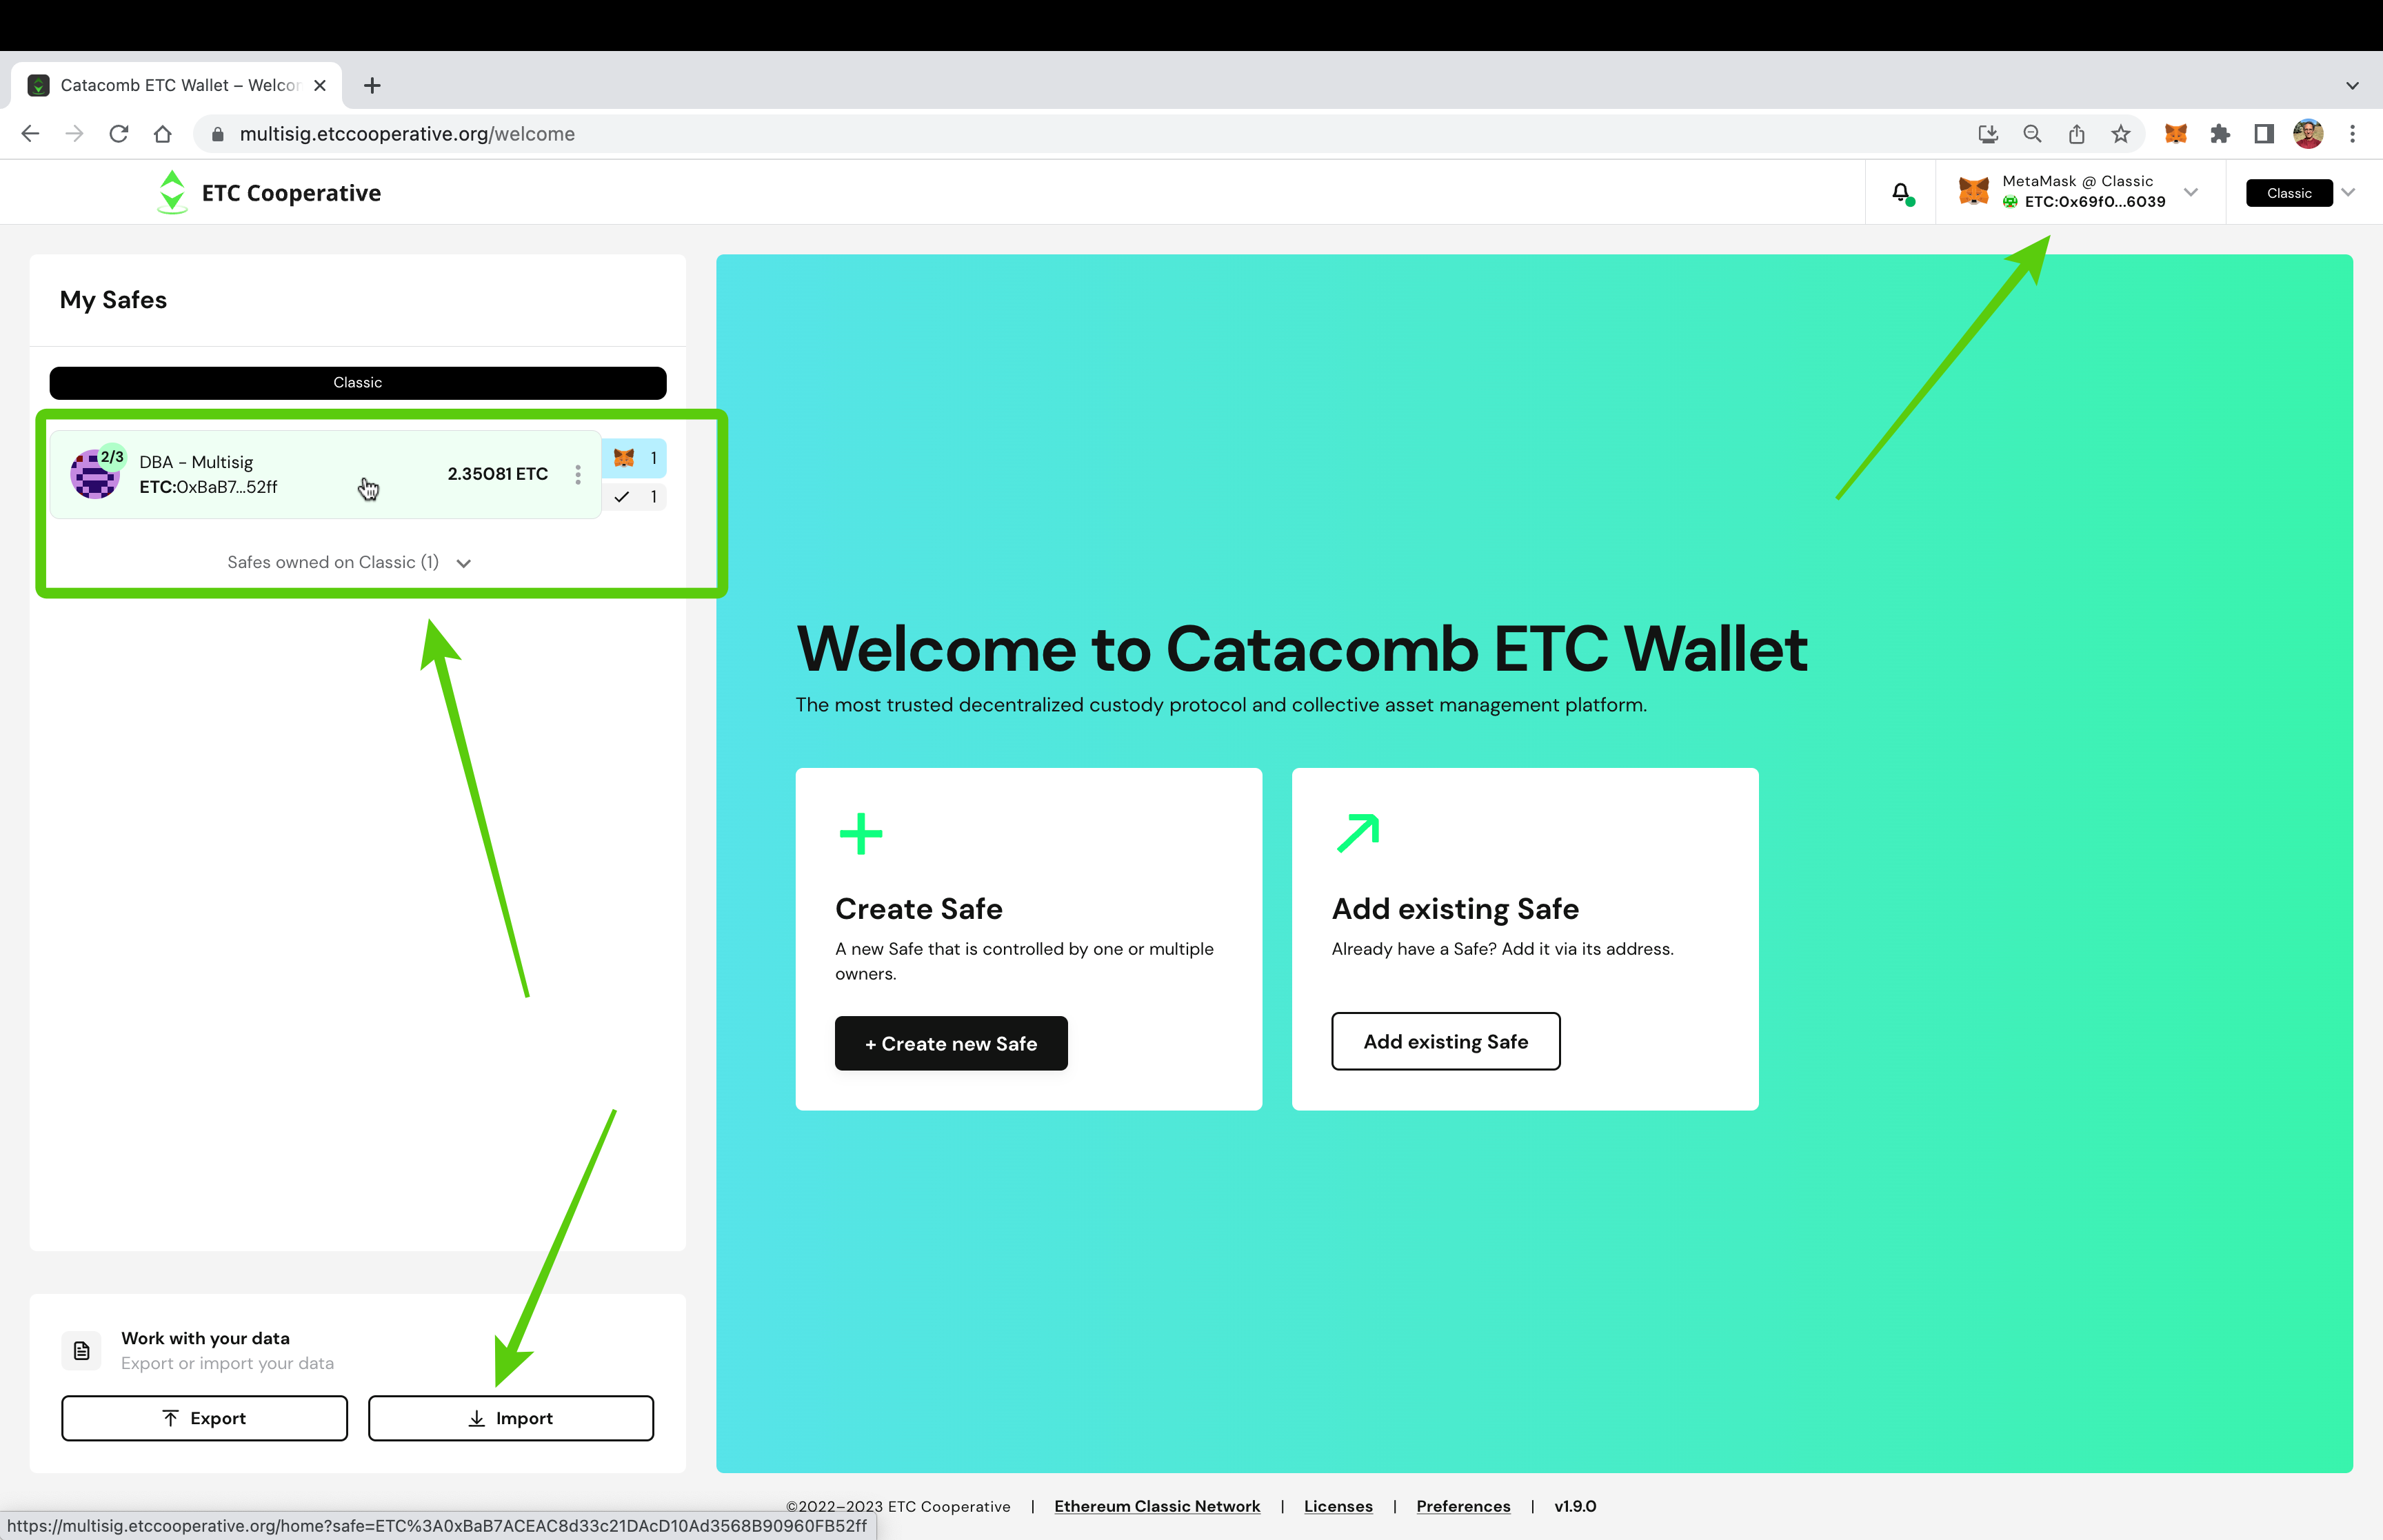 Catacomb ETC Wallet – Welcon
multisig.etccooperative.org/welcome
ETC Cooperative
MetaMask @ Classic
ETC:0x69f0...6039
Classic
My Safes
Classic
2/3
DBA - Multisig
ETC:0xBaB7...52ff
2.35081 ETC
1
1
Safes owned on Classic (1)
Welcome to Catacomb ETC Wallet
The most trusted decentralized custody protocol and collective asset management platform.
Create Safe
A new Safe that is controlled by one or multiple
owners.
+ Create new Safe
Add existing Safe
Already have a Safe? Add it via its address.
Add existing Safe
Work with your data
Export or import your data
Export
Import
©2022–2023 ETC Cooperative | Ethereum Classic Network | Licenses | Preferences | v1.9.0
https://multisig.etccooperative.org/home?safe=ETC%3A0xBaB7ACEAC8d33c21DAcD10Ad3568B90960FB52ff